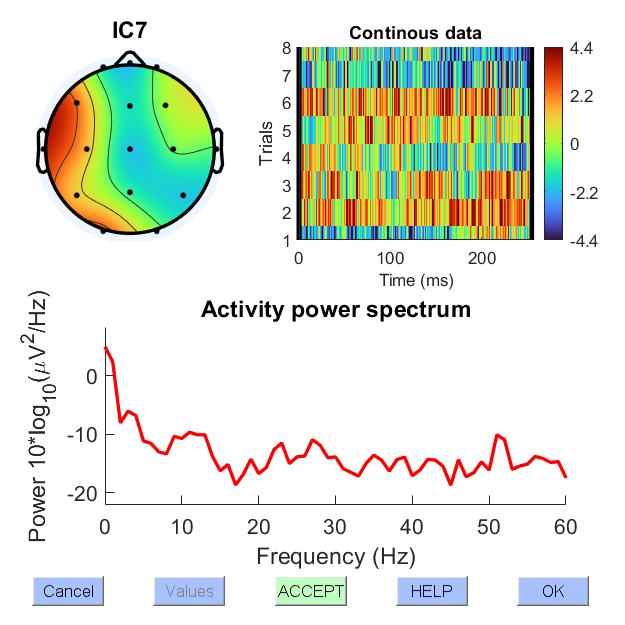 IC7
Continous data
8
7
6
5
4
3
2
1
Trials
0
100
200
Time (ms)
4.4
2.2
0
-2.2
-4.4
Activity power spectrum
Power 10*log10(μV²/Hz)
0
-10
-20
0
10
20
30
40
50
60
Frequency (Hz)
Cancel
Values
ACCEPT
HELP
OK